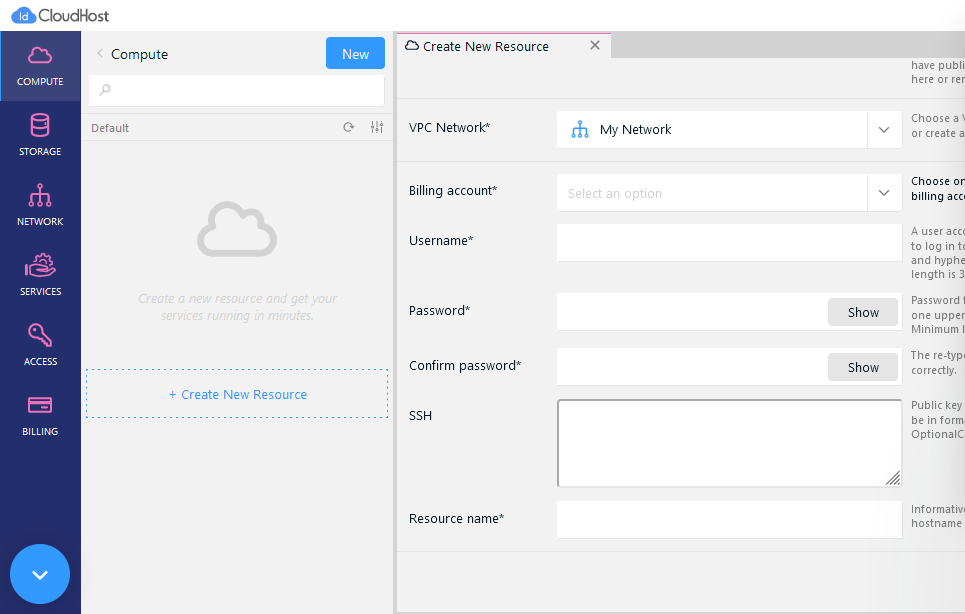 Id CloudHost
COMPUTE
STORAGE
NETWORK
SERVICES
ACCESS
BILLING
Compute
New
Default
Create a new resource and get your
services running in minutes.
+ Create New Resource
Create New Resource
have publi
here or rer
VPC Network*
My Network
Choose a V
or create a
Billing account*
Select an option
Choose on
billing acco
Username*
A user acco
to log in to
and hyphe
length is 3
Password*
Show
Password f
one upper
Minimum l
Confirm password*
Show
The re-type
correctly.
SSH
Public key
be in forma
OptionalC
Resource name*
Informative
hostname